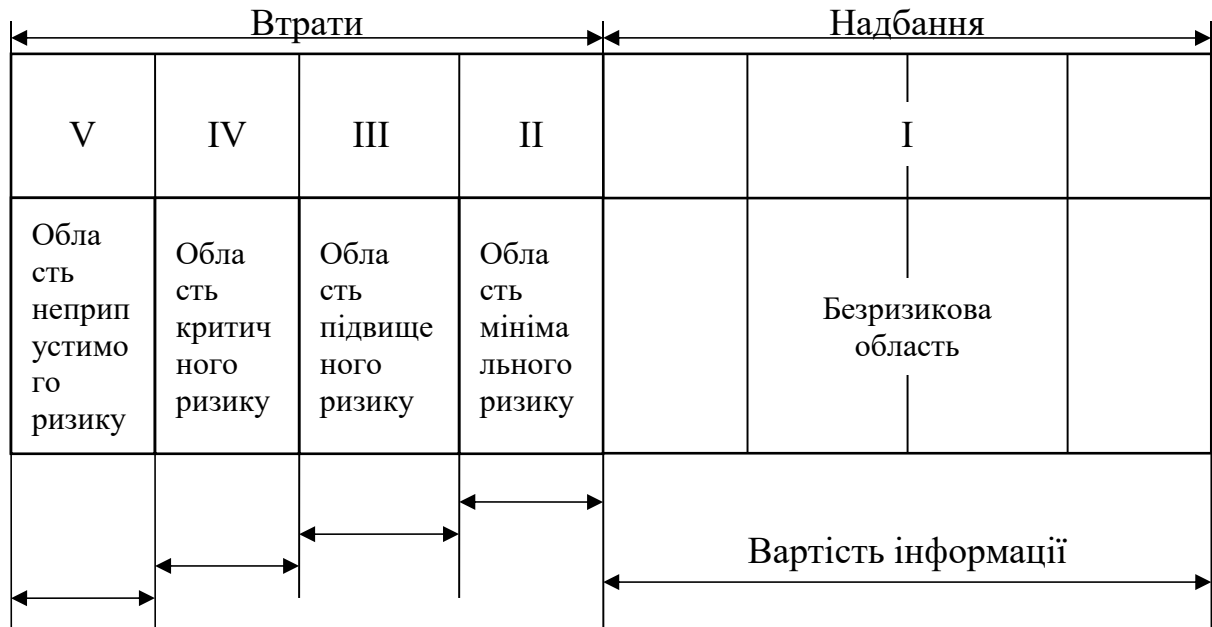 Втрати
Надбання
V
IV
III
II
I
Обла
сть
неприп
устимо
го
ризику
Обла
сть
критич
ного
ризику
Обла
сть
підвище
ного
ризику
Обла
сть
мініма
льного
ризику
Безризикова
область
Вартість інформації